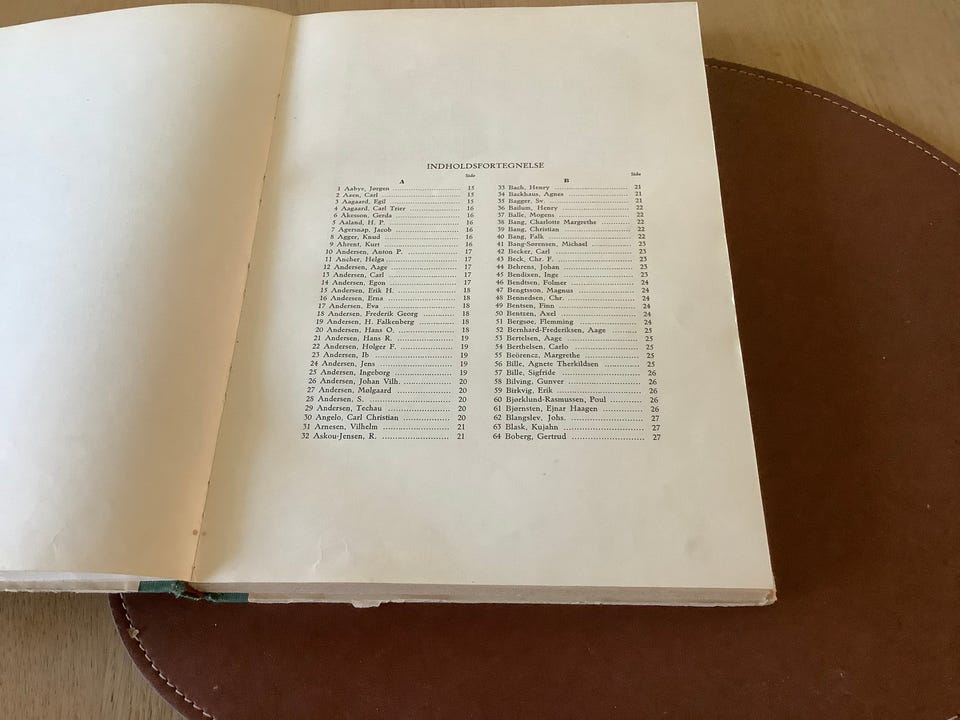 INDHOLDSFORTEGNELSE
Side
A
1 Aabye, Jørgen 15
2 Aaen, Carl 15
3 Aagaard, Egil 15
4 Aagaard, Carl Trier 16
6 Åkesson, Gerda 16
5 Aaland, H. P. 16
7 Agersnap, Jacob 16
8 Agger, Knud 16
9 Ahrent, Kurt 16
10 Andersen, Anton P. 17
11 Ancher, Helga 17
12 Andersen, Aage 17
13 Andersen, Carl 17
14 Andersen, Egon 17
15 Andersen, Erik H. 18
16 Andersen, Erna 18
17 Andersen, Eva 18
18 Andersen, Frederik Georg 18
19 Andersen, H. Falkenberg 18
20 Andersen, Hans O. 18
21 Andersen, Hans R. 19
22 Andersen, Holger F. 19
23 Andersen, Ib 19
24 Andersen, Jens 19
25 Andersen, Ingeborg 19
26 Andersen, Johan Vilh. 20
27 Andersen, Mølgaard 20
28 Andersen, S. 20
29 Andersen, Techau 20
30 Angelo, Carl Christian 20
31 Arnesen, Vilhelm 21
32 Askou-Jensen, R. 21
Side
B
33 Bach, Henry 21
34 Backhaus, Agnes 21
35 Bagger, Sv. 21
36 Bailum, Henry 22
37 Balle, Mogens 22
38 Bang, Charlotte Margrethe 22
39 Bang, Christian 22
40 Bang, Falk 22
41 Bang-Sørensen, Michael 23
42 Becker, Carl 23
43 Beck, Chr. F. 23
44 Behrens, Johan 23
45 Bendixen, Inge 23
46 Bendtsen, Folmer 24
47 Bengtsson, Magnus 24
48 Bennedsen, Chr. 24
49 Bentsen, Finn 24
50 Bentzen, Axel 24
51 Bergsøe, Flemming 24
52 Bernhard-Frederiksen, Aage 25
53 Bertelsen, Aage 25
54 Berthelsen, Carlo 25
55 Beörencz, Margrethe 25
56 Bille, Agnete Therkildsen 25
57 Bille, Sigfride 26
58 Bilving, Gunver 26
59 Birkvig, Erik 26
60 Bjørklund-Rasmussen, Poul 26
61 Bjørnsten, Ejnar Haagen 26
62 Blangslev, Johs. 27
63 Blask, Kujahn 27
64 Boberg, Gertrud 27